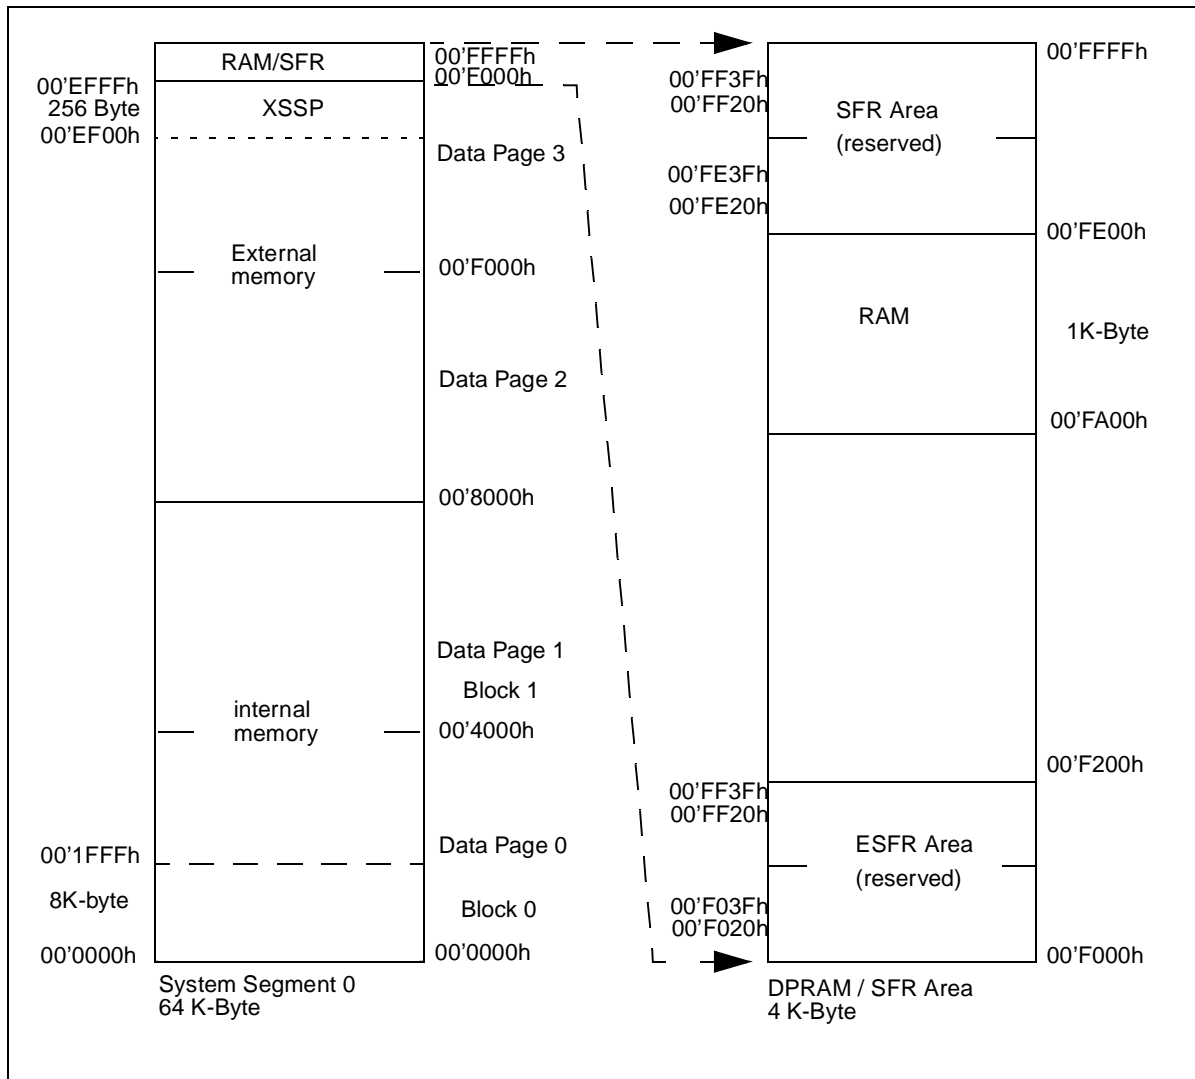 RAM/SFR
00'FFFFh
00'F000h
00'EFFFh
256 Byte
00'EF00h
XSSP
Data Page 3
External
memory
00'F000h
Data Page 2
00'8000h
Data Page 1
Block 1
internal
memory
00'4000h
Data Page 0
00'1FFFh
8K-byte
Block 0
00'0000h
00'0000h
System Segment 0
64 K-Byte
00'FFFFh
00'FF3Fh
00'FF20h
SFR Area
(reserved)
00'FE3Fh
00'FE20h
00'FE00h
RAM
1K-Byte
00'FA00h
00'F200h
00'FF3Fh
00'FF20h
ESFR Area
(reserved)
00'F03Fh
00'F020h
00'F000h
DPRAM / SFR Area
4 K-Byte